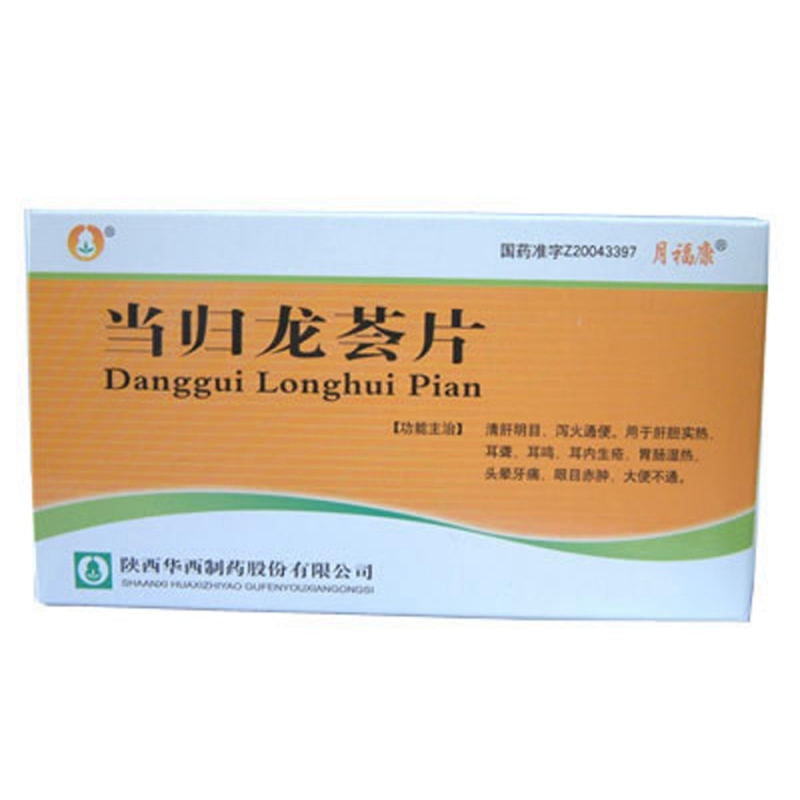 ®
国药准字Z20043397 月福康®
当归龙荟片
Danggui Longhui Pian
【功能主治】 清肝明目、泻火通便。用于肝胆实热、
耳聋、耳鸣、耳内生疮、胃肠湿热、
头晕牙痛、眼目赤肿、大便不通。
陕西华西制药股份有限公司
SHAANXI HUAXIZHIYAO GUFENYOUXIANGONGSI